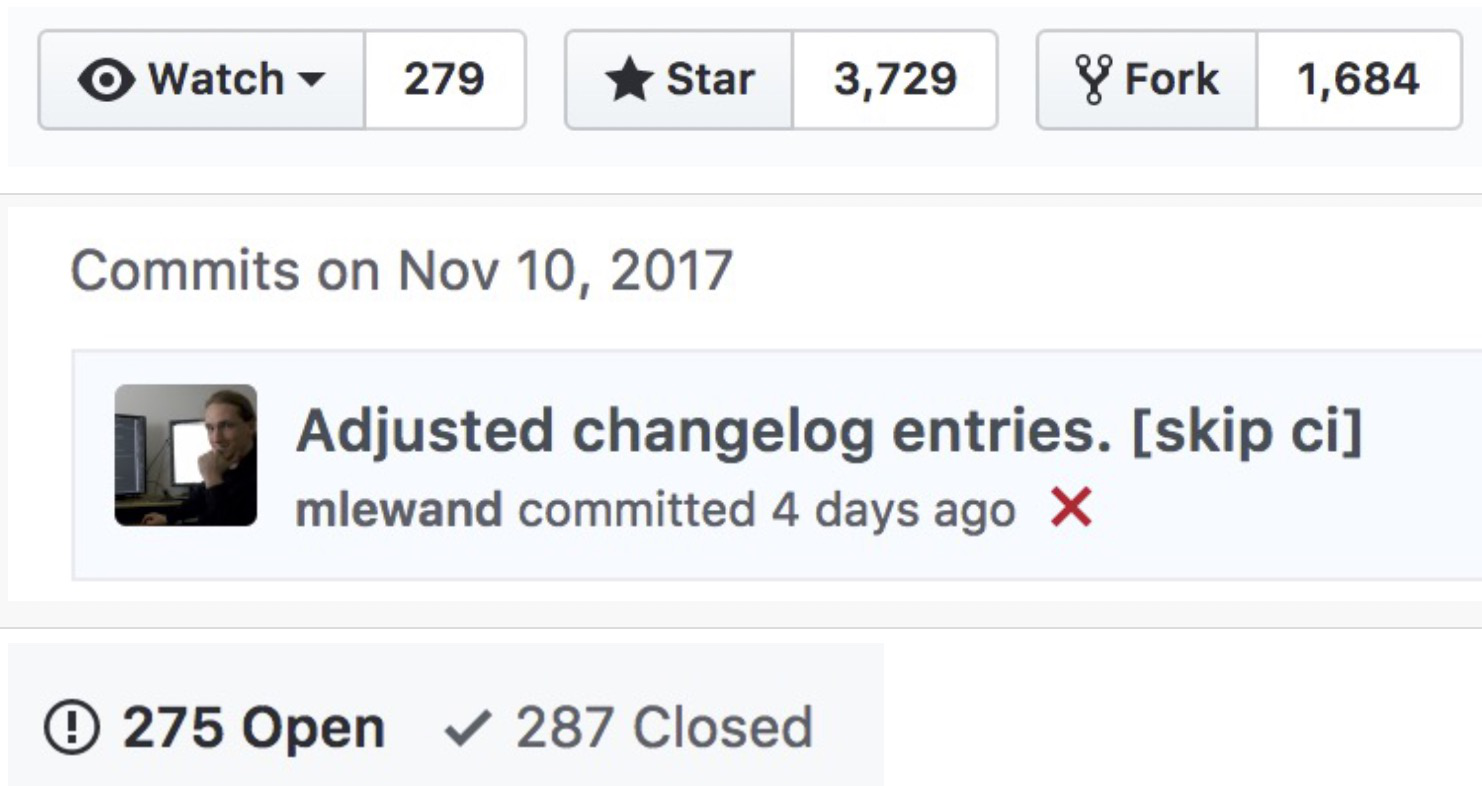 Watch 279 Star 3,729 Fork 1,684
Commits on Nov 10, 2017
Adjusted changelog entries. [skip ci]
mlewand committed 4 days ago
275 Open 287 Closed